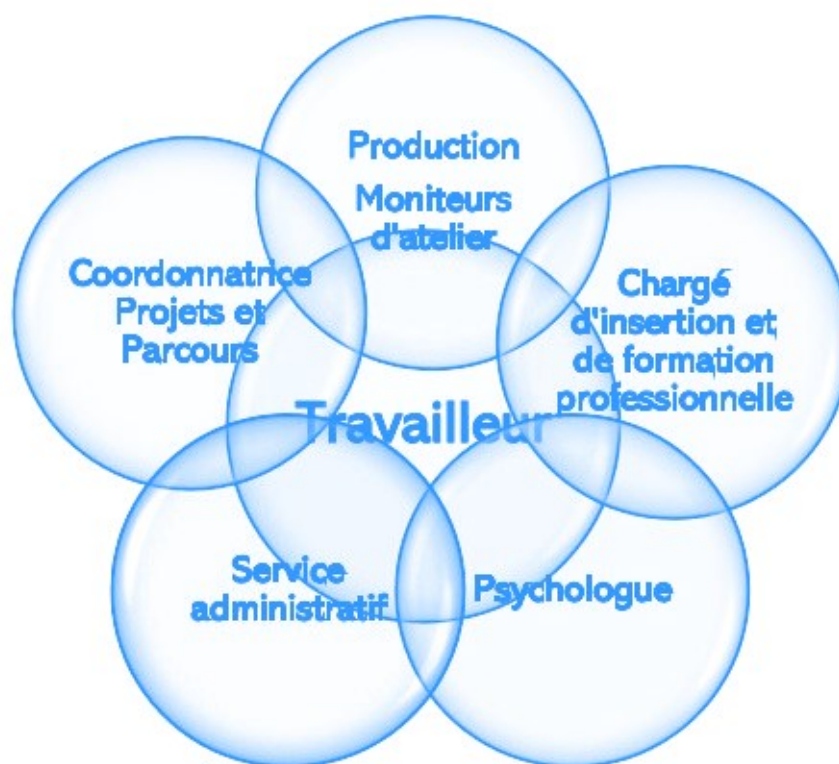 Production
Moniteurs
d'atelier
Coordonnatrice
Projets et
Parcours
Chargé
d'insertion et
de formation
professionnelle
Travailleur
Service
administratif
Psychologue